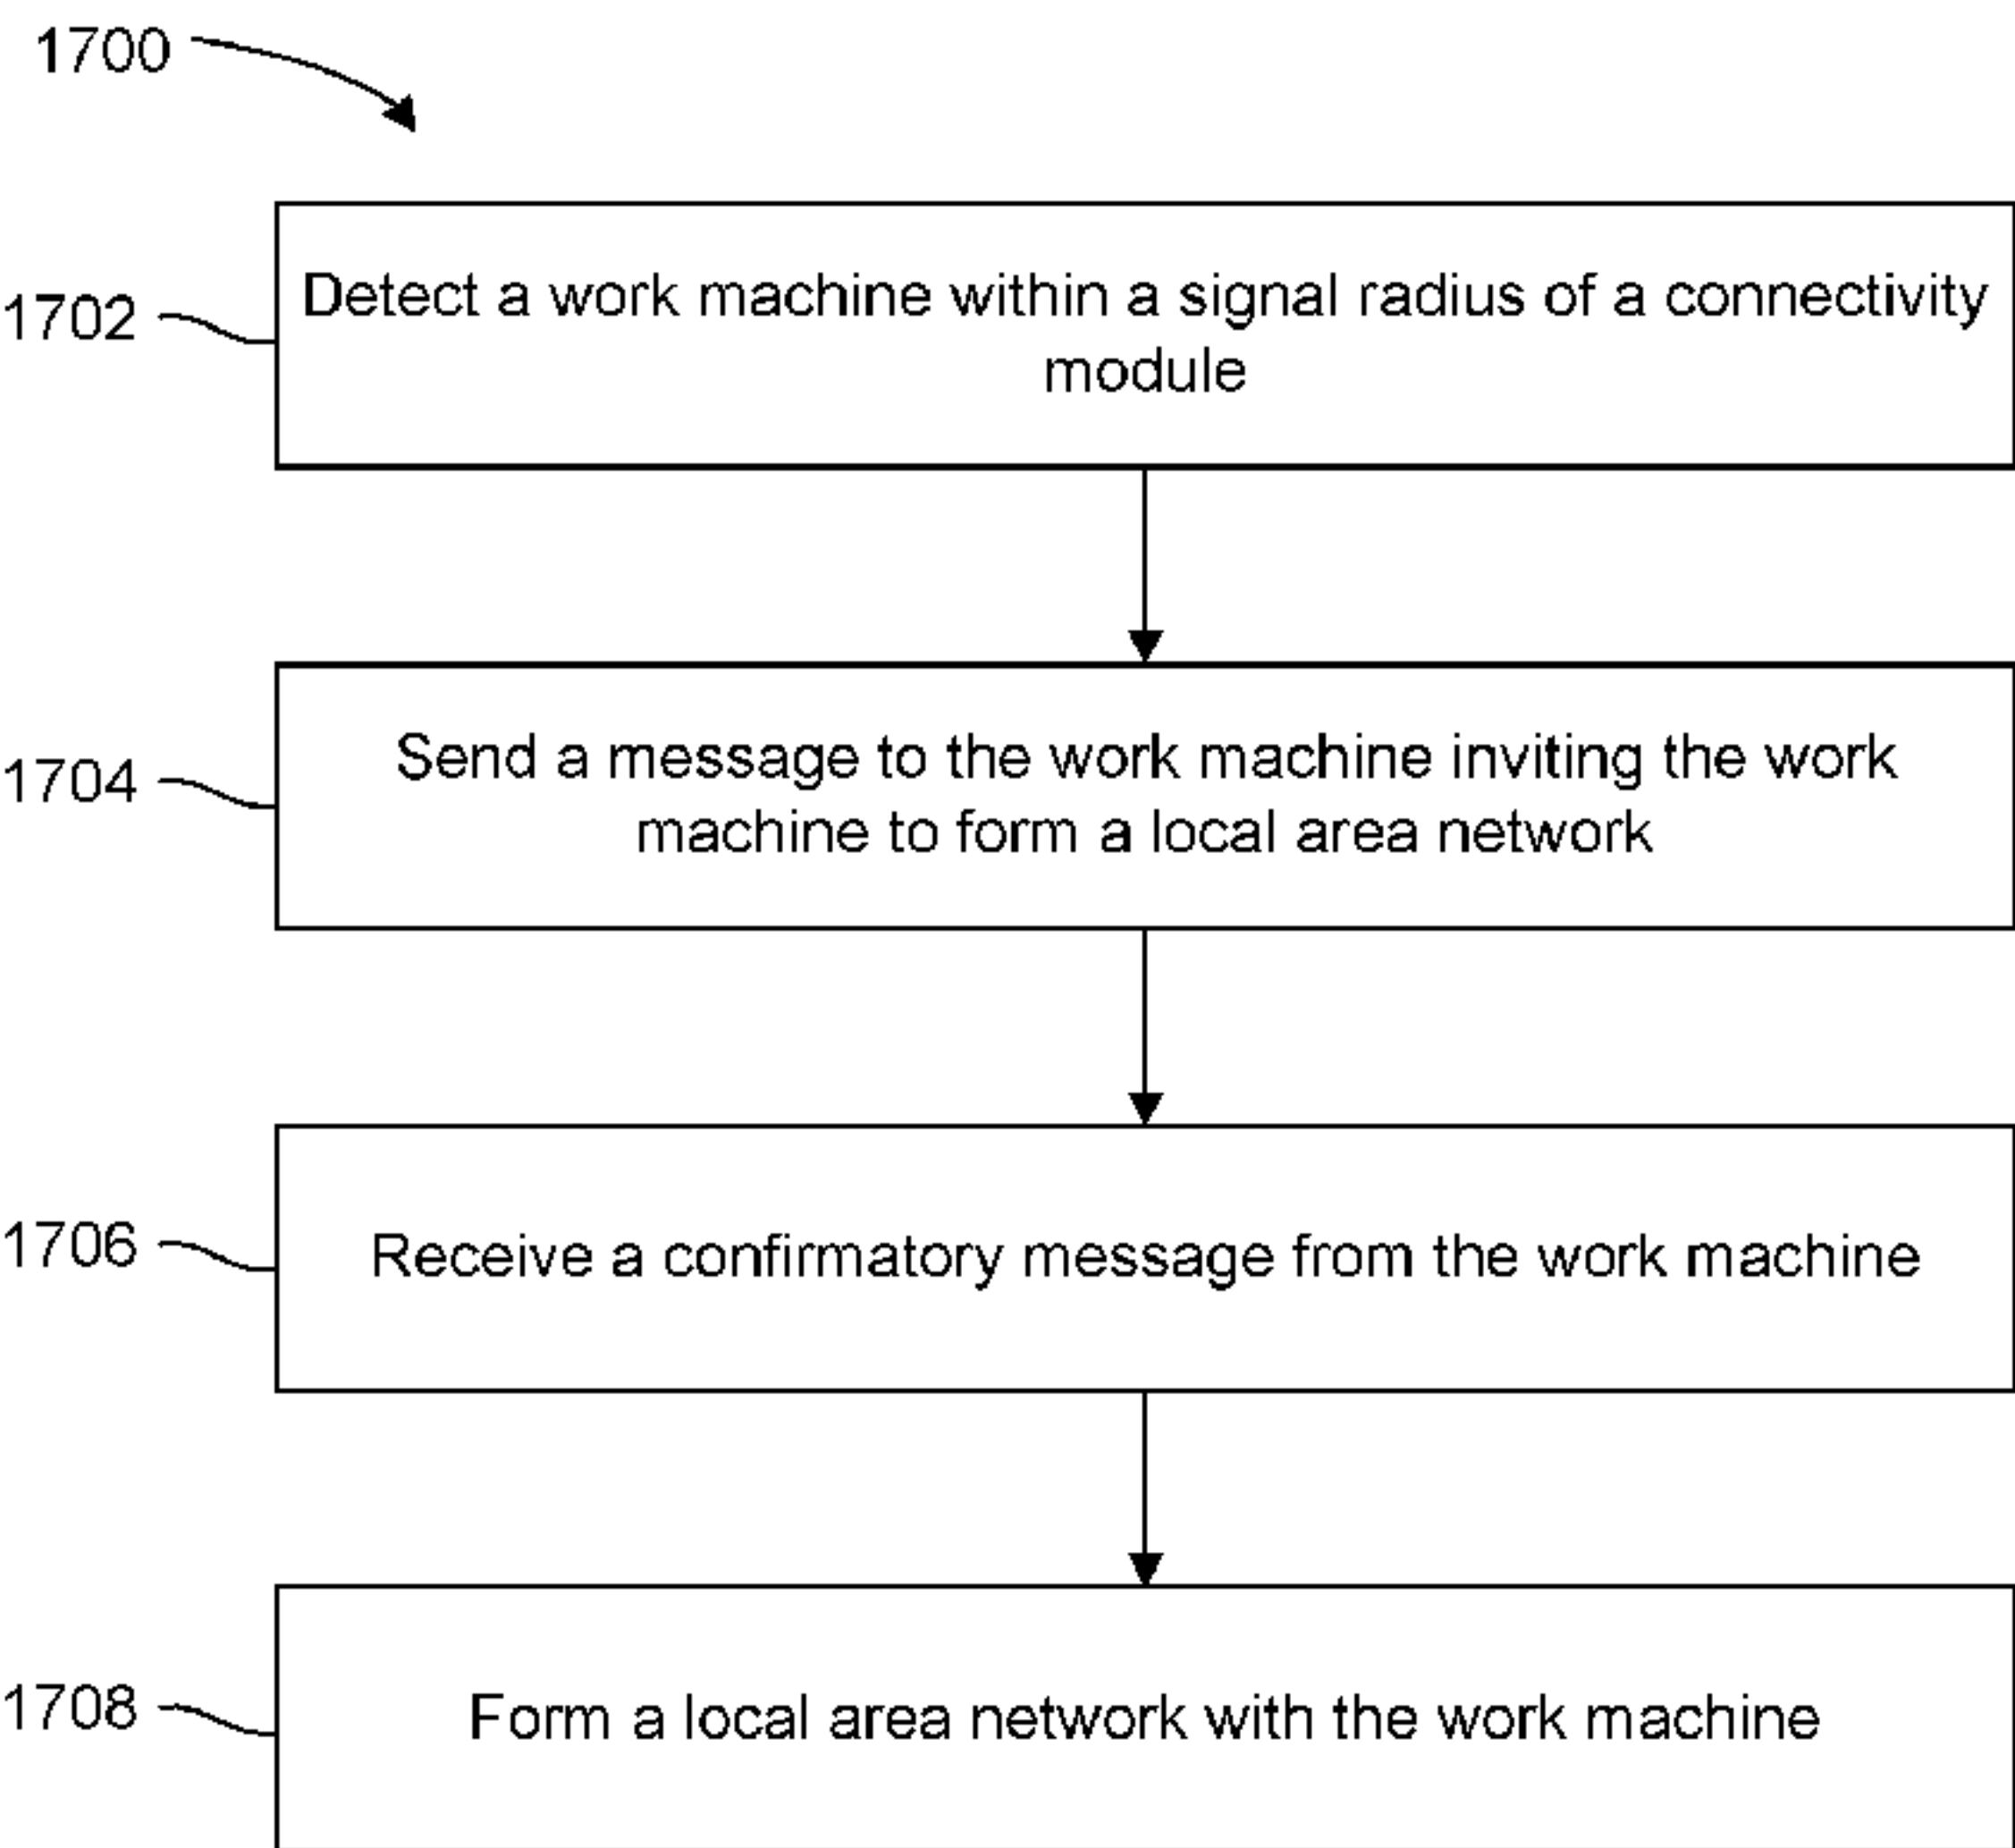 1700
1702
Detect a work machine within a signal radius of a connectivity
module
1704
Send a message to the work machine inviting the work
machine to form a local area network
1706
Receive a confirmatory message from the work machine
1708
Form a local area network with the work machine